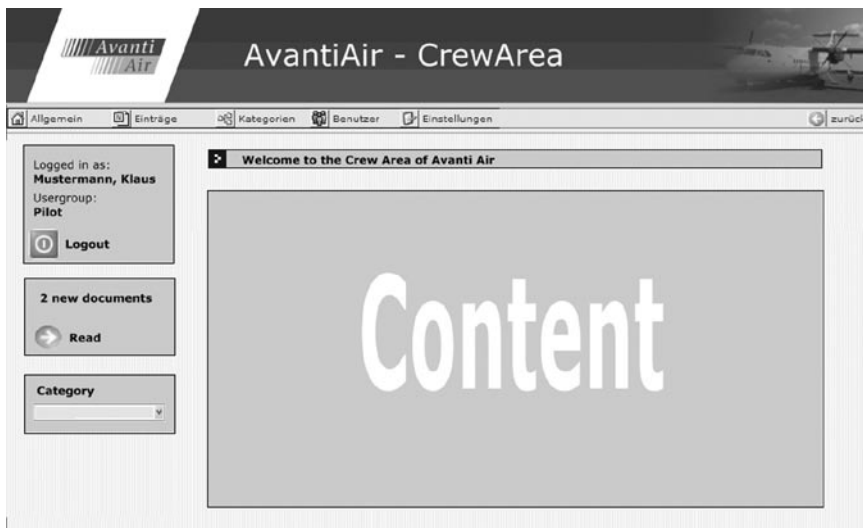 Avanti
Air
AvantiAir - CrewArea
Allgemein Einträge Kategorien Benutzer Einstellungen zurück
Logged in as:
Mustermann, Klaus
Usergroup:
Pilot
Logout
2 new documents
Read
Category
Welcome to the Crew Area of Avanti Air
Content